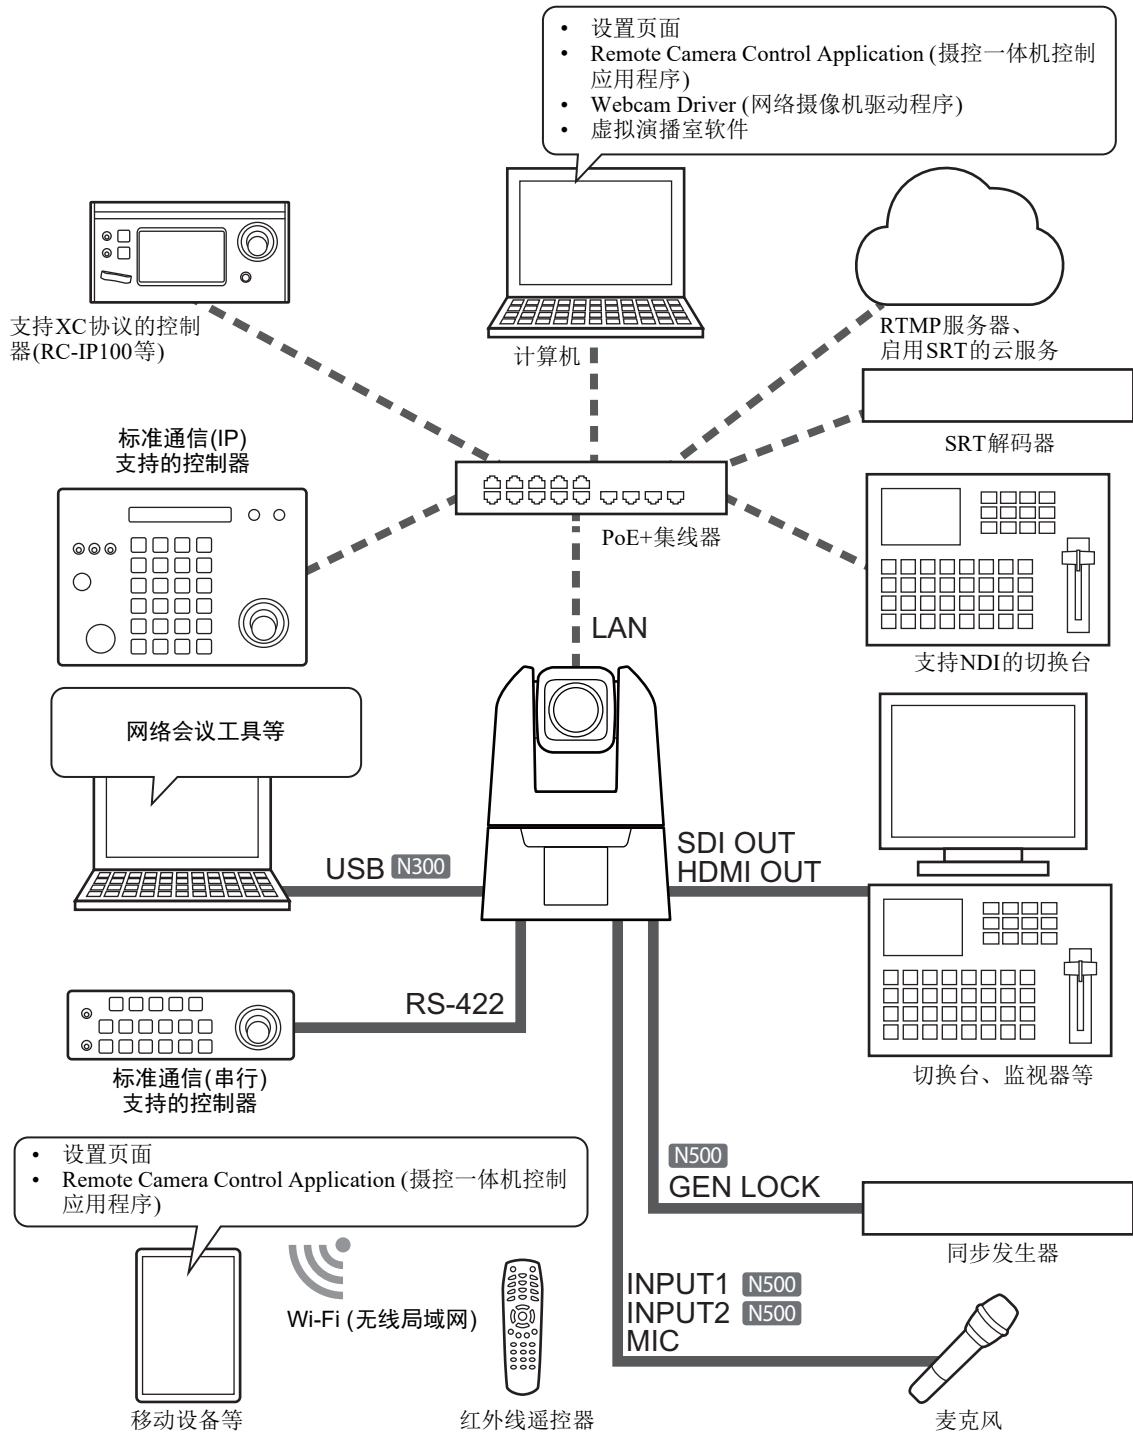 • 设置页面
• Remote Camera Control Application (摄控一体机控制
应用程序)
• Webcam Driver (网络摄像机驱动程序)
• 虚拟演播室软件
支持XC协议的控制
器(RC-IP100等)
计算机
RTMP服务器、
启用SRT的云服务
SRT解码器
标准通信(IP)
支持的控制器
PoE+集线器
LAN
支持NDI的切换台
网络会议工具等
USB N300
SDI OUT
HDMI OUT
RS-422
标准通信(串行)
支持的控制器
切换台、监视器等
• 设置页面
• Remote Camera Control Application (摄控一体机控制
应用程序)
N500
GEN LOCK
同步发生器
Wi-Fi (无线局域网)
INPUT1 N500
INPUT2 N500
MIC
移动设备等
红外线遥控器
麦克风